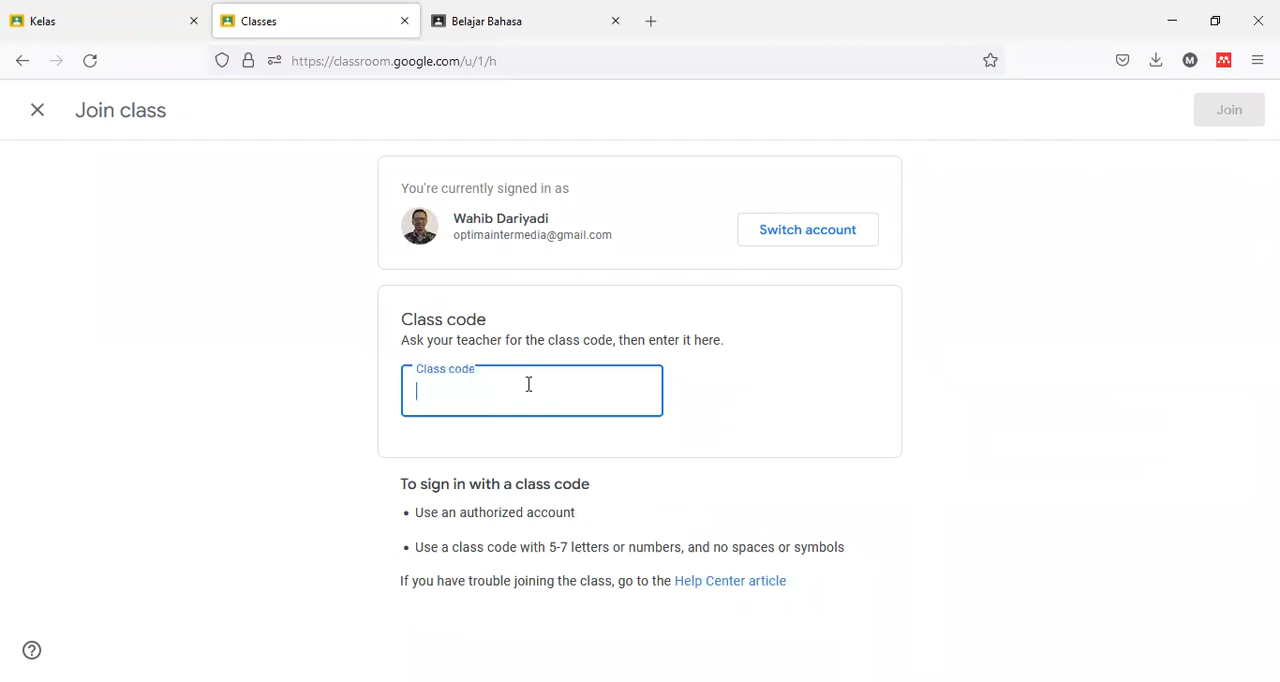 Kelas
Classes
Belajar Bahasa
https://classroom.google.com/u/1/h
M
Join class
Join
You're currently signed in as
Wahib Dariyadi
optimaintermedia@gmail.com
Switch account
Class code
Ask your teacher for the class code, then enter it here.
Class code
To sign in with a class code
• Use an authorized account
• Use a class code with 5-7 letters or numbers, and no spaces or symbols
If you have trouble joining the class, go to the Help Center article